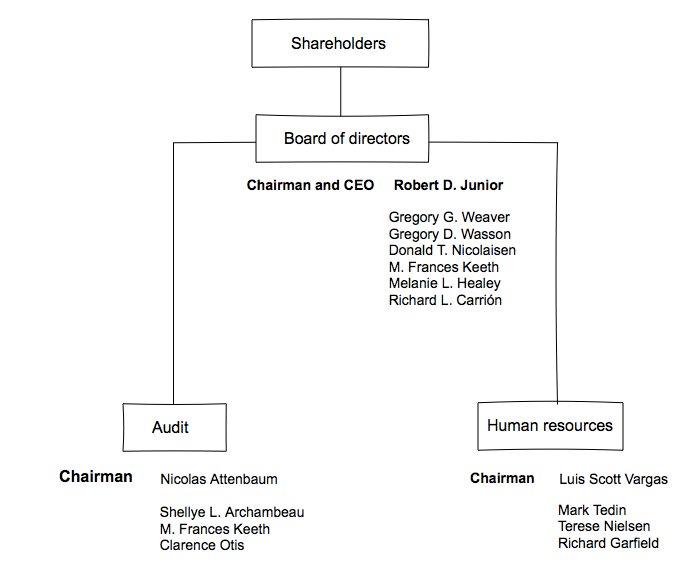 Shareholders
Board of directors
Chairman and CEO Robert D. Junior
Gregory G. Weaver
Gregory D. Wasson
Donald T. Nicolaisen
M. Frances Keeth
Melanie L. Healey
Richard L. Carrión
Audit
Chairman Nicolas Attenbaum
Shellye L. Archambeau
M. Frances Keeth
Clarence Otis
Human resources
Chairman Luis Scott Vargas
Mark Tedin
Terese Nielsen
Richard Garfield